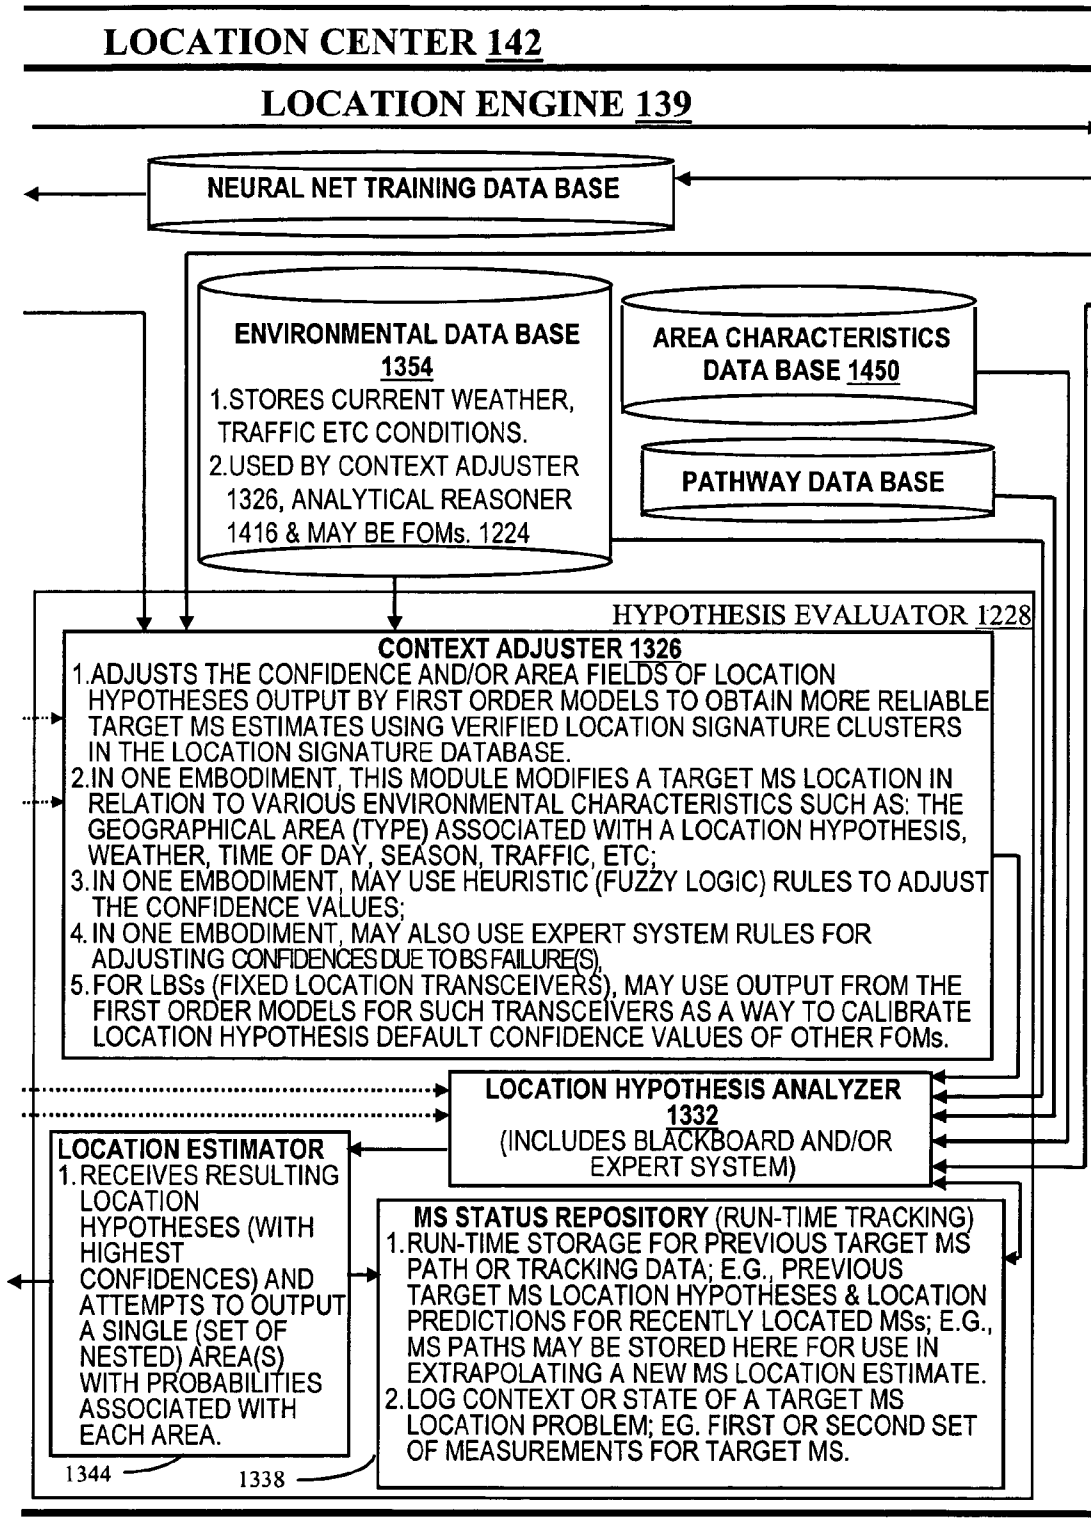 LOCATION CENTER 142
LOCATION ENGINE 139
NEURAL NET TRAINING DATA BASE
ENVIRONMENTAL DATA BASE
1354
1.STORES CURRENT WEATHER,
TRAFFIC ETC CONDITIONS.
2.USED BY CONTEXT ADJUSTER
1326, ANALYTICAL REASONER
1416 & MAY BE FOMs. 1224
AREA CHARACTERISTICS
DATA BASE 1450
PATHWAY DATA BASE
HYPOTHESIS EVALUATOR 1228
CONTEXT ADJUSTER 1326
1.ADJUSTS THE CONFIDENCE AND/OR AREA FIELDS OF LOCATION
HYPOTHESES OUTPUT BY FIRST ORDER MODELS TO OBTAIN MORE RELIABLE
TARGET MS ESTIMATES USING VERIFIED LOCATION SIGNATURE CLUSTERS
IN THE LOCATION SIGNATURE DATABASE.
2.IN ONE EMBODIMENT, THIS MODULE MODIFIES A TARGET MS LOCATION IN
RELATION TO VARIOUS ENVIRONMENTAL CHARACTERISTICS SUCH AS: THE
GEOGRAPHICAL AREA (TYPE) ASSOCIATED WITH A LOCATION HYPOTHESIS,
WEATHER, TIME OF DAY, SEASON, TRAFFIC, ETC;
3.IN ONE EMBODIMENT, MAY USE HEURISTIC (FUZZY LOGIC) RULES TO ADJUST
THE CONFIDENCE VALUES;
4.IN ONE EMBODIMENT, MAY ALSO USE EXPERT SYSTEM RULES FOR
ADJUSTING CONFIDENCES DUE TO BS FAILURE(S),
5.FOR LBSs (FIXED LOCATION TRANSCEIVERS), MAY USE OUTPUT FROM THE
FIRST ORDER MODELS FOR SUCH TRANSCEIVERS AS A WAY TO CALIBRATE
LOCATION HYPOTHESIS DEFAULT CONFIDENCE VALUES OF OTHER FOMs.
LOCATION HYPOTHESIS ANALYZER
1332
(INCLUDES BLACKBOARD AND/OR
EXPERT SYSTEM)
LOCATION ESTIMATOR
1.RECEIVES RESULTING
LOCATION
HYPOTHESES (WITH
HIGHEST
CONFIDENCES) AND
ATTEMPTS TO OUTPUT
A SINGLE (SET OF
NESTED) AREA(S)
WITH PROBABILITIES
ASSOCIATED WITH
EACH AREA.
1344
MS STATUS REPOSITORY (RUN-TIME TRACKING)
1.RUN-TIME STORAGE FOR PREVIOUS TARGET MS
PATH OR TRACKING DATA; E.G., PREVIOUS
TARGET MS LOCATION HYPOTHESES & LOCATION
PREDICTIONS FOR RECENTLY LOCATED MSs; E.G.,
MS PATHS MAY BE STORED HERE FOR USE IN
EXTRAPOLATING A NEW MS LOCATION ESTIMATE.
2.LOG CONTEXT OR STATE OF A TARGET MS
LOCATION PROBLEM; EG. FIRST OR SECOND SET
OF MEASUREMENTS FOR TARGET MS.
1338